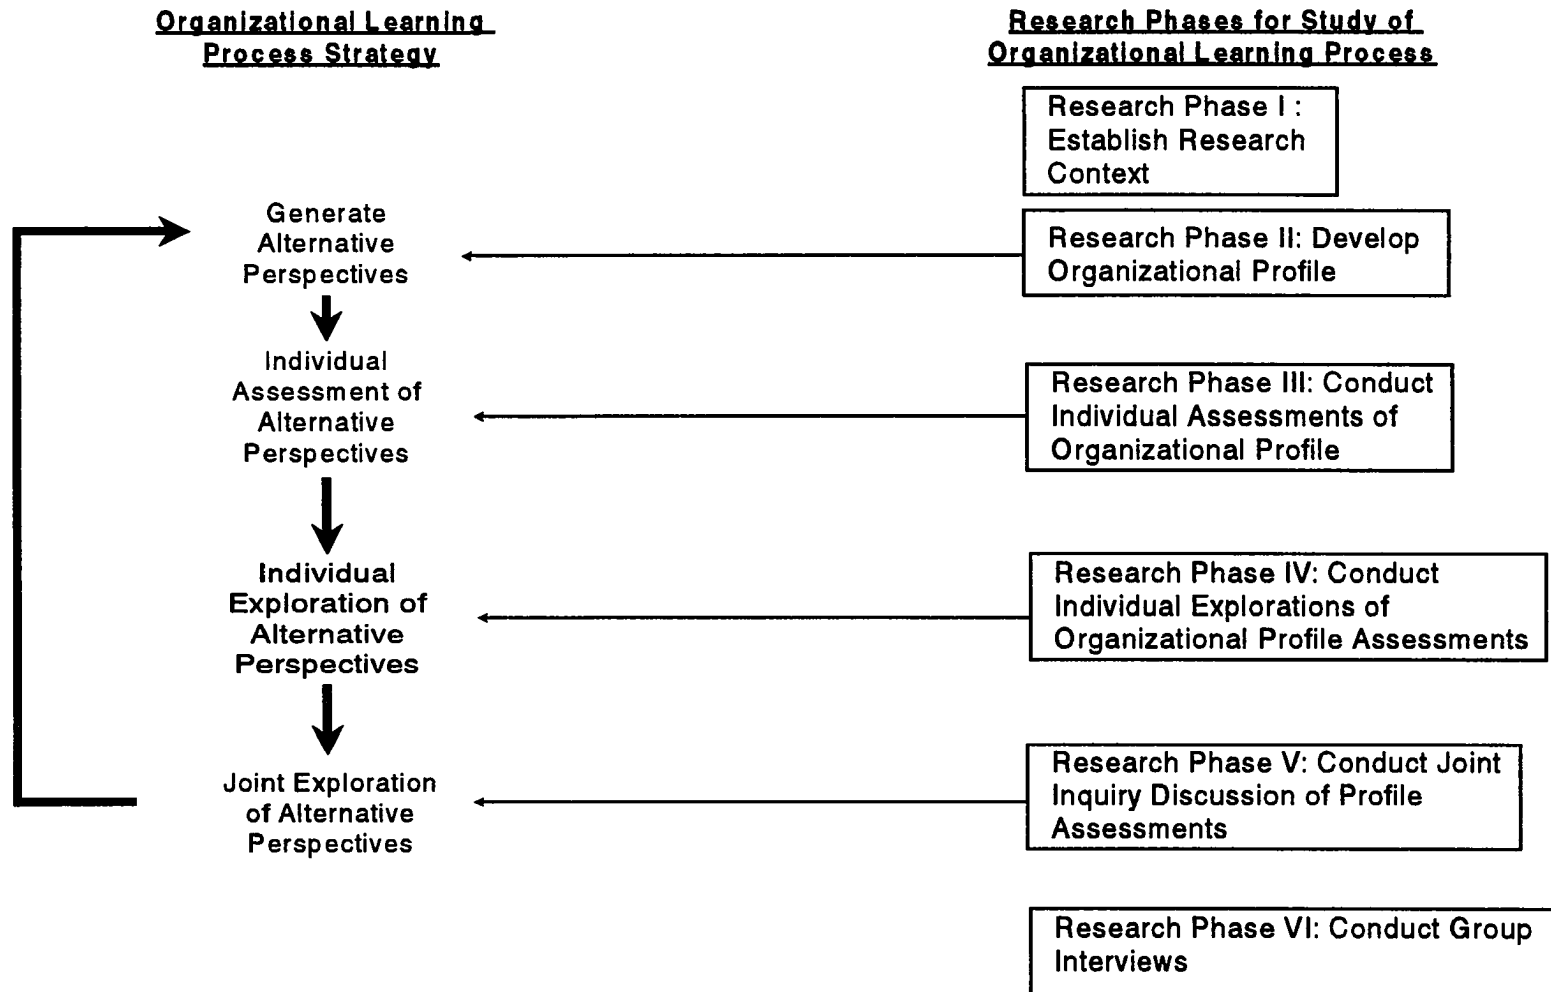 Organizational Learning
Process Strategy
Research Phases for Study of
Organizational Learning Process
Research Phase I :
Establish Research
Context
Generate
Alternative
Perspectives
Research Phase II: Develop
Organizational Profile
Individual
Assessment of
Alternative
Perspectives
Research Phase III: Conduct
Individual Assessments of
Organizational Profile
Individual
Exploration of
Alternative
Perspectives
Research Phase IV: Conduct
Individual Explorations of
Organizational Profile Assessments
Joint Exploration
of Alternative
Perspectives
Research Phase V: Conduct Joint
Inquiry Discussion of Profile
Assessments
Research Phase VI: Conduct Group
Interviews